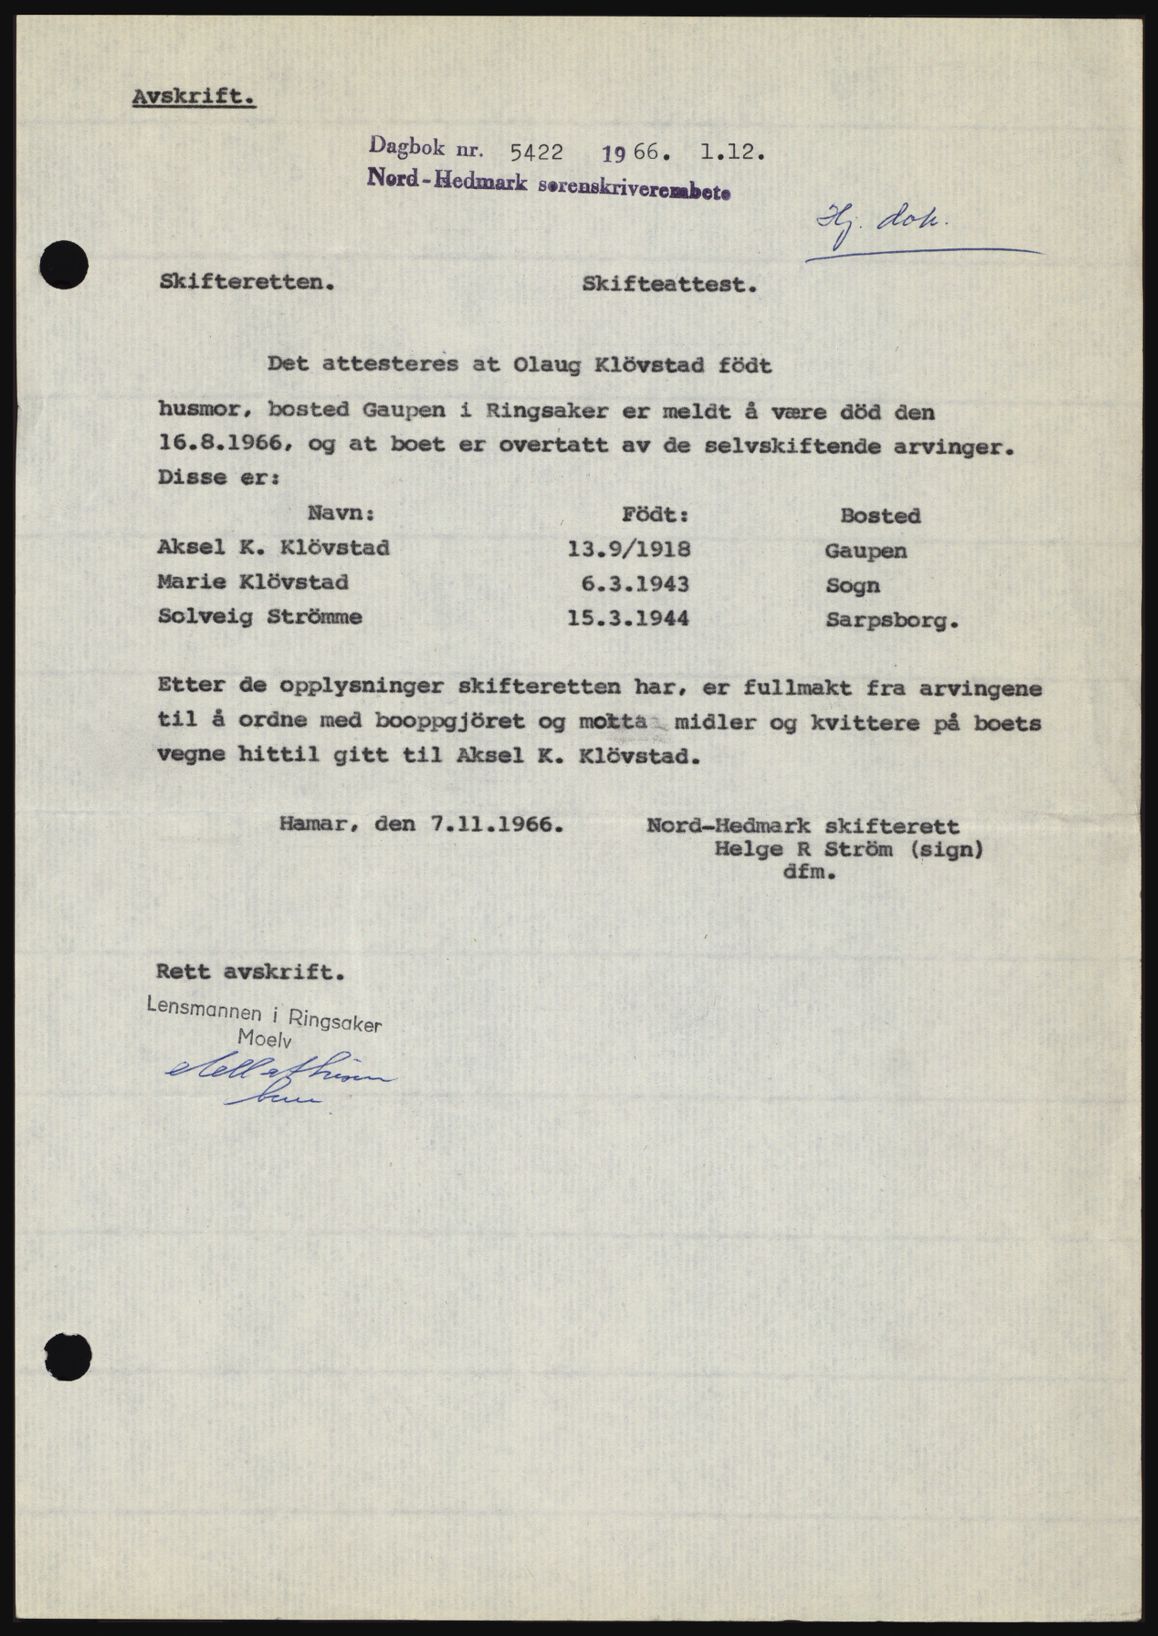 Avskrift.
Dagbok nr. 5422 1966. 1.12.
Nord-Hedmark sorenskriverembete
Hj. dok.
Skifteretten. Skifteattest.
Det attesteres at Olaug Klövstad födt
husmor, bosted Gaupen i Ringsaker er meldt å være död den
16.8.1966, og at boet er overtatt av de selvskiftende arvinger.
Disse er:
Navn: Födt: Bosted
Aksel K. Klövstad 13.9/1918 Gaupen
Marie Klövstad 6.3.1943 Sogn
Solveig Strömme 15.3.1944 Sarpsborg.
Etter de opplysninger skifteretten har, er fullmakt fra arvingene
til å ordne med booppgjöret og motta midler og kvittere på boets
vegne hittil gitt til Aksel K. Klövstad.
Hamar, den 7.11.1966. Nord-Hedmark skifterett
Helge R Ström (sign)
dfm.
Rett avskrift.
Lensmannen i Ringsaker
Moelv